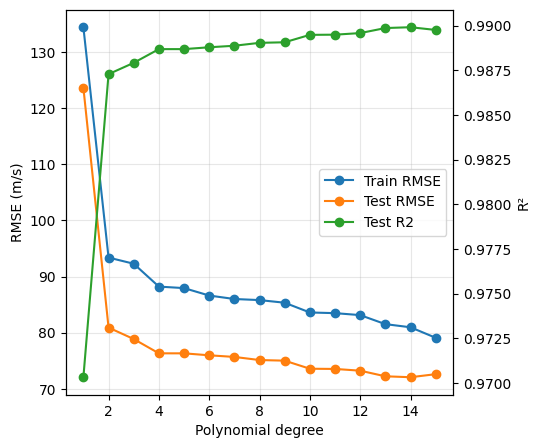 130
120
110
100
90
80
70
RMSE (m/s)
0.9900
0.9875
0.9850
0.9825
0.9800
0.9775
0.9750
0.9725
0.9700
R²
Train RMSE
Test RMSE
Test R2
2 4 6 8 10 12 14
Polynomial degree